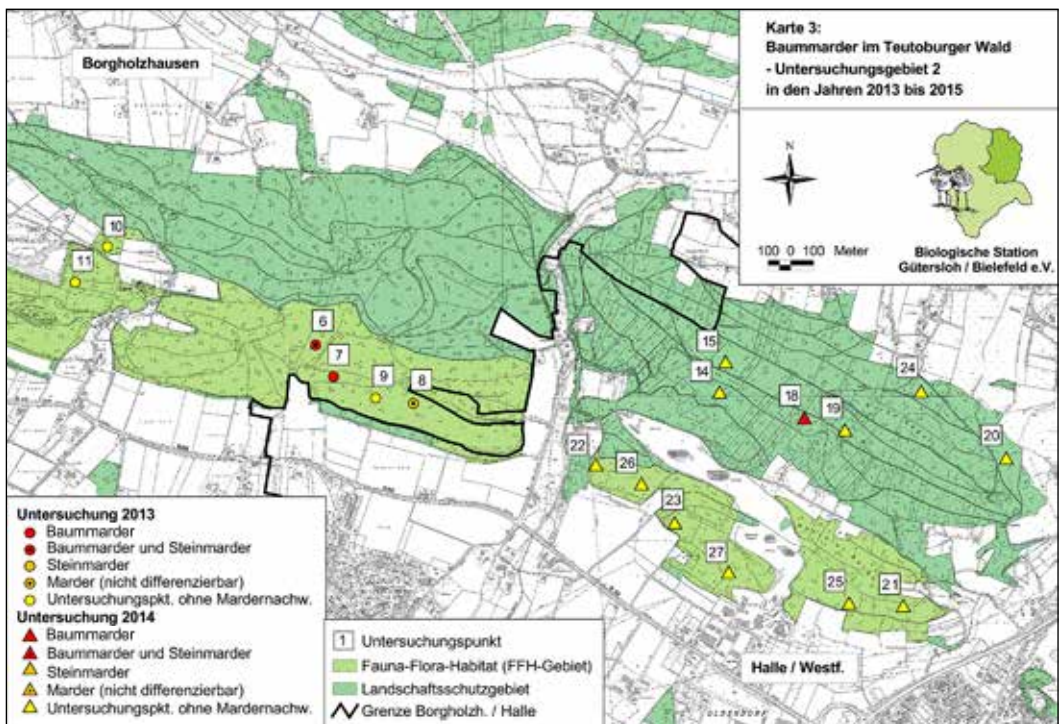 Karte 3:
Baummarder im Teutoburger Wald
- Untersuchungsgebiet 2
in den Jahren 2013 bis 2015
N
100 0 100 Meter
Biologische Station
Gütersloh / Bielefeld e.V.
Borgholzhausen
10
11
6
7
9
8
15
14
18
19
24
20
22
26
23
27
25
21
Halle / Westf.
OLDENDORF
Untersuchung 2013
Baummarder
Baummarder und Steinmarder
Steinmarder
Marder (nicht differenzierbar)
Untersuchungspkt. ohne Mardernachw.
Untersuchung 2014
Baummarder
Baummarder und Steinmarder
Steinmarder
Marder (nicht differenzierbar)
Untersuchungspkt. ohne Mardernachw.
1 Untersuchungspunkt
Fauna-Flora-Habitat (FFH-Gebiet)
Landschaftsschutzgebiet
Grenze Borgholzh. / Halle